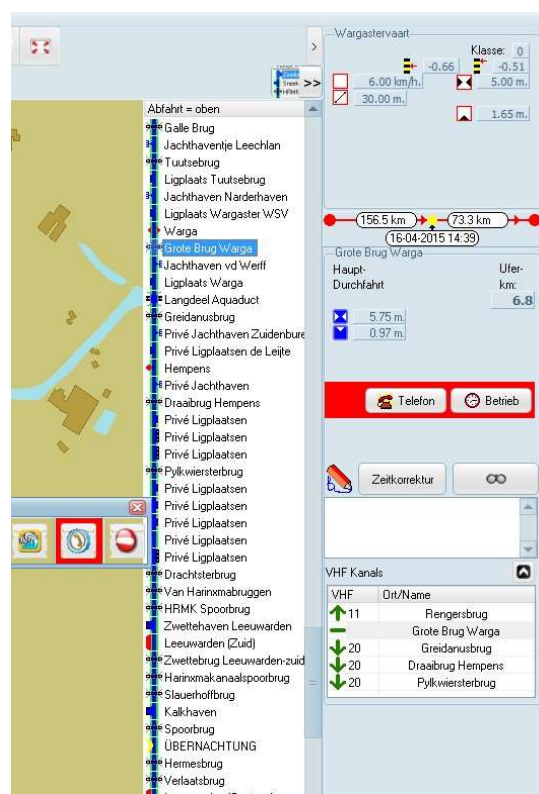 >
>>
Abfahrt = oben
Galle Brug
Jachthaventje Leechlan
Tuutsebrug
Ligplaats Tuutsebrug
Jachthaven Narderhaven
Ligplaats Wargaster WSV
Warga
Grote Brug Warga
Jachthaven vd Werff
Ligplaats Warga
Langdeel Aquaduct
Greidanusbrug
Privé Jachthaven Zuidenbure
Privé Ligplaatsen de Leijte
Hempens
Privé Jachthaven
Draaibrug Hempens
Privé Ligplaatsen
Privé Ligplaatsen
Privé Ligplaatsen
Pylkwiersterbrug
Privé Ligplaatsen
Privé Ligplaatsen
Privé Ligplaatsen
Privé Ligplaatsen
Privé Ligplaatsen
Drachtsterbrug
Van Harinxmabruggen
HRMK Spoorbrug
Zwettehaven Leeuwarden
Leeuwarden (Zuid)
Zwettebrug Leeuwarden-zuid
Harinxmakanaalspoorbrug
Slauerhoffbrug
Kalkhaven
Spoorbrug
ÜBERNACHTUNG
Hermesbrug
Verlaatsbrug
Wargastervaart
Klasse: 0
-0.66 -0.51
6.00 km/h. 5.00 m.
30.00 m.
1.65 m.
156.5 km 73.3 km
16-04-2015 14:39
Grote Brug Warga
Haupt- Ufer-
Durchfahrt km:
6.8
5.75 m.
0.97 m.
Telefon Betrieb
Zeitkorrektur
VHF Kanals
VHF Ort/Name
11 Rengersbrug
Grote Brug Warga
20 Greidanusbrug
20 Draaibrug Hempens
20 Pylkwiersterbrug